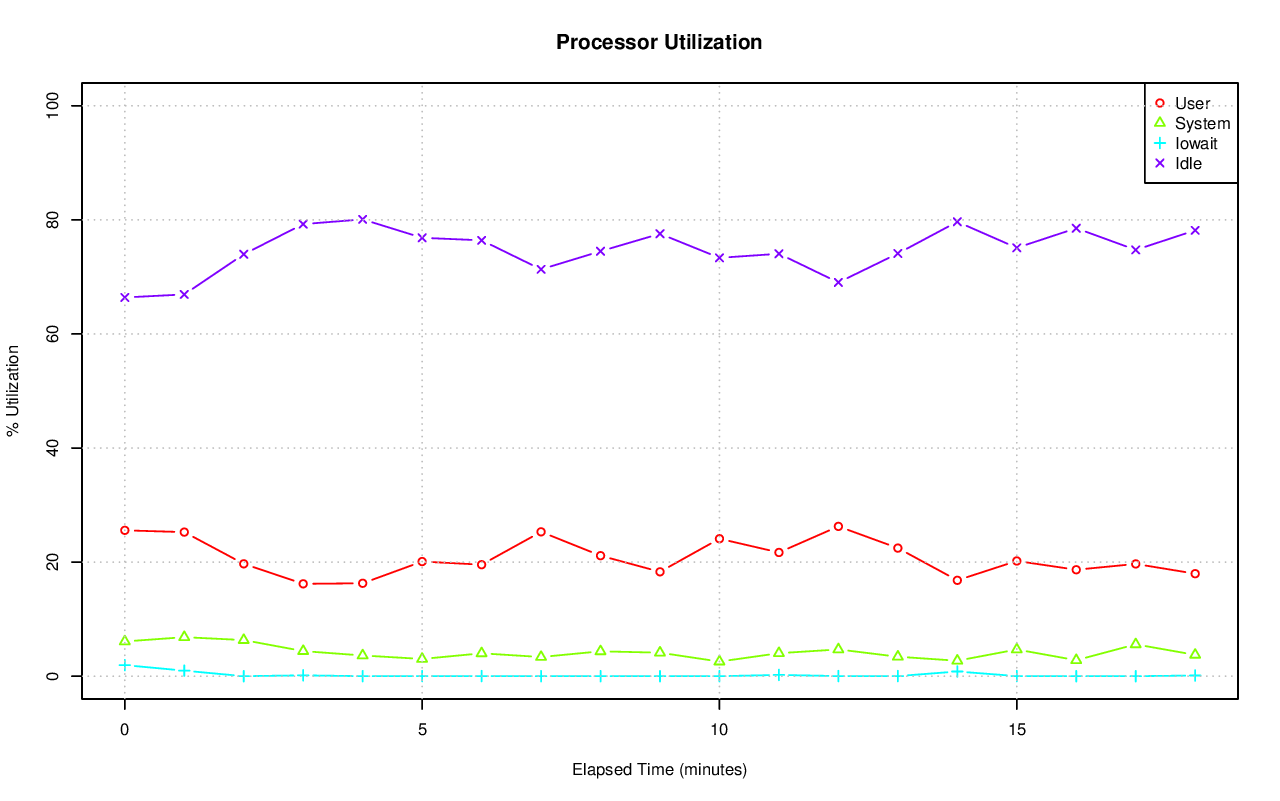 Processor Utilization
User
System
Iowait
Idle
100
80
60
40
20
0
% Utilization
0 5 10 15
Elapsed Time (minutes)